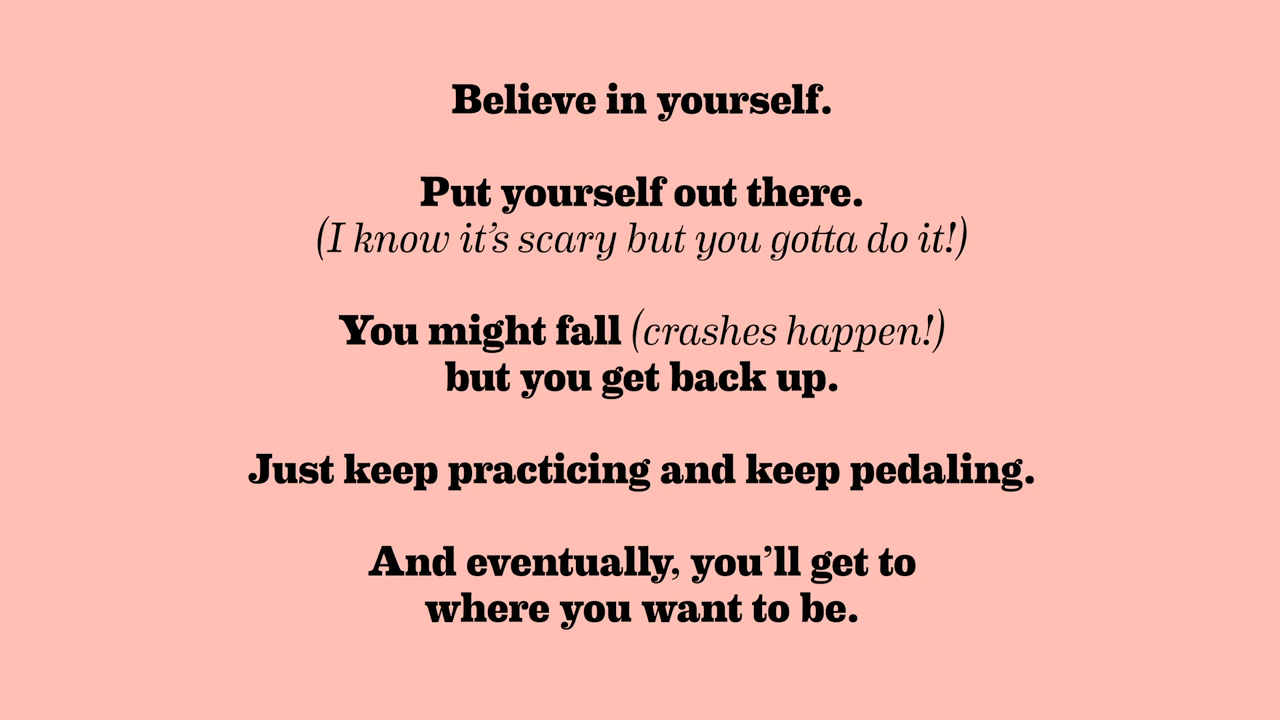 Believe in yourself.
Put yourself out there.
(I know it’s scary but you gotta do it!)
You might fall (crashes happen!)
but you get back up.
Just keep practicing and keep pedaling.
And eventually, you’ll get to
where you want to be.